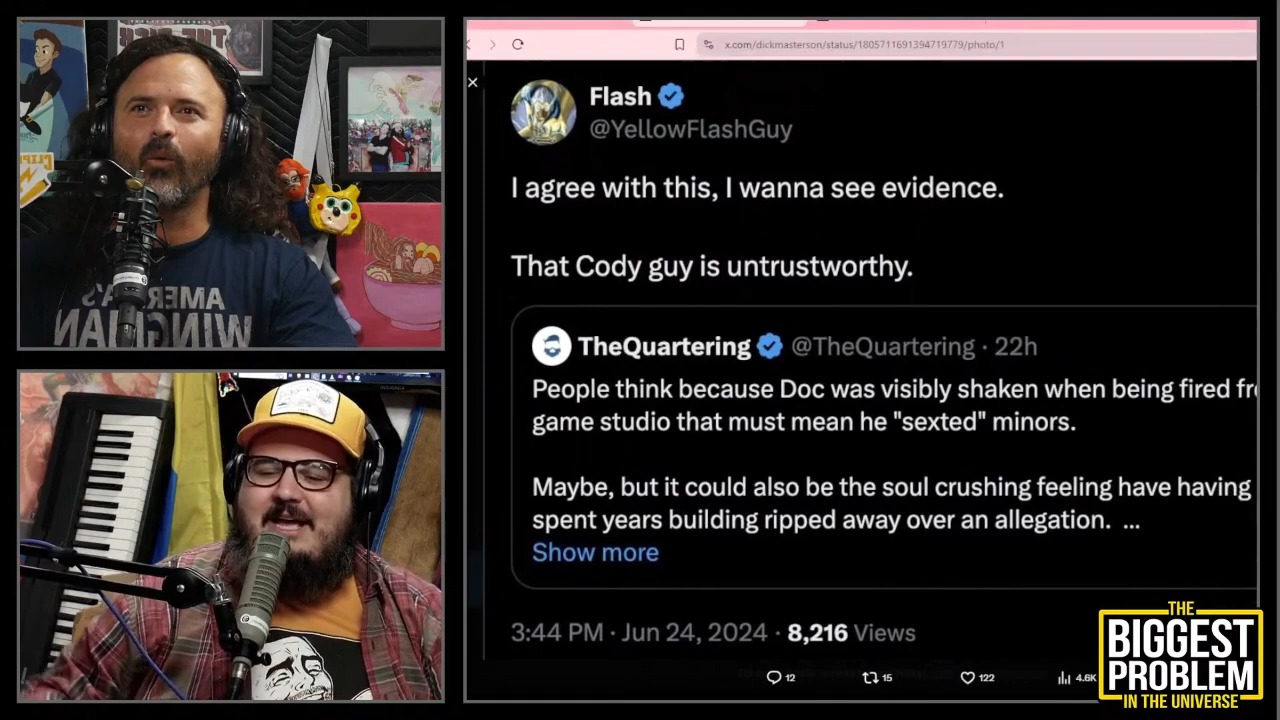 x.com/dickmasterson/status/1805711691394719779/photo/1
Flash
@YellowFlashGuy
I agree with this, I wanna see evidence.
That Cody guy is untrustworthy.
TheQuartering @TheQuartering · 22h
People think because Doc was visibly shaken when being fired fr
game studio that must mean he "sexted" minors.
Maybe, but it could also be the soul crushing feeling have having
spent years building ripped away over an allegation. ...
Show more
3:44 PM · Jun 24, 2024 · 8,216 Views
12 15 122 4.6K
AMERICA'S
WINGMAN
THE
BIGGEST
PROBLEM
IN THE UNIVERSE